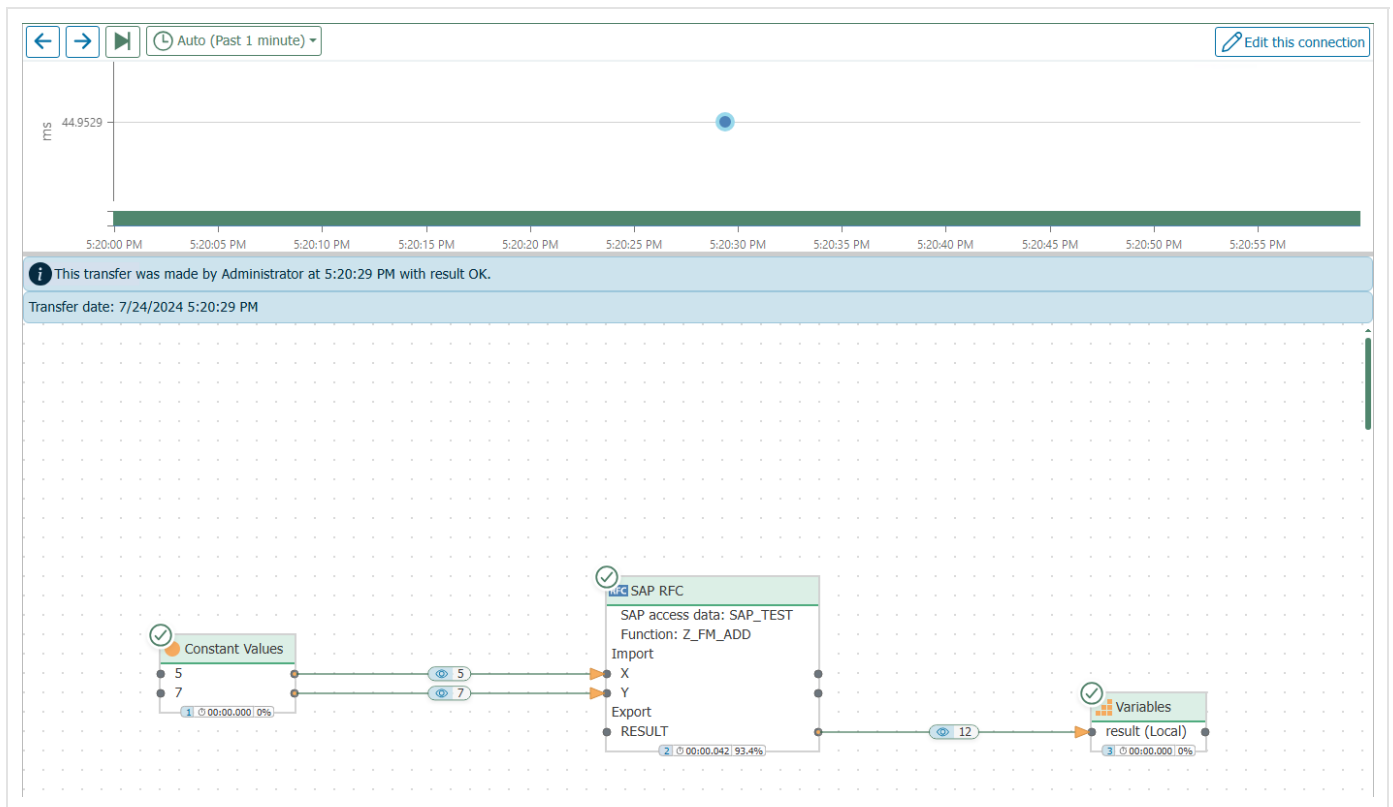 Auto (Past 1 minute)
Edit this connection
ms
44.9529
5:20:00 PM 5:20:05 PM 5:20:10 PM 5:20:15 PM 5:20:20 PM 5:20:25 PM 5:20:30 PM 5:20:35 PM 5:20:40 PM 5:20:45 PM 5:20:50 PM 5:20:55 PM
i This transfer was made by Administrator at 5:20:29 PM with result OK.
Transfer date: 7/24/2024 5:20:29 PM
Constant Values
5
7
1 00:00.000 0%
5
7
RFC SAP RFC
SAP access data: SAP_TEST
Function: Z_FM_ADD
Import
X
Y
Export
RESULT
2 00:00.042 93.4%
12
Variables
result (Local)
3 00:00.000 0%